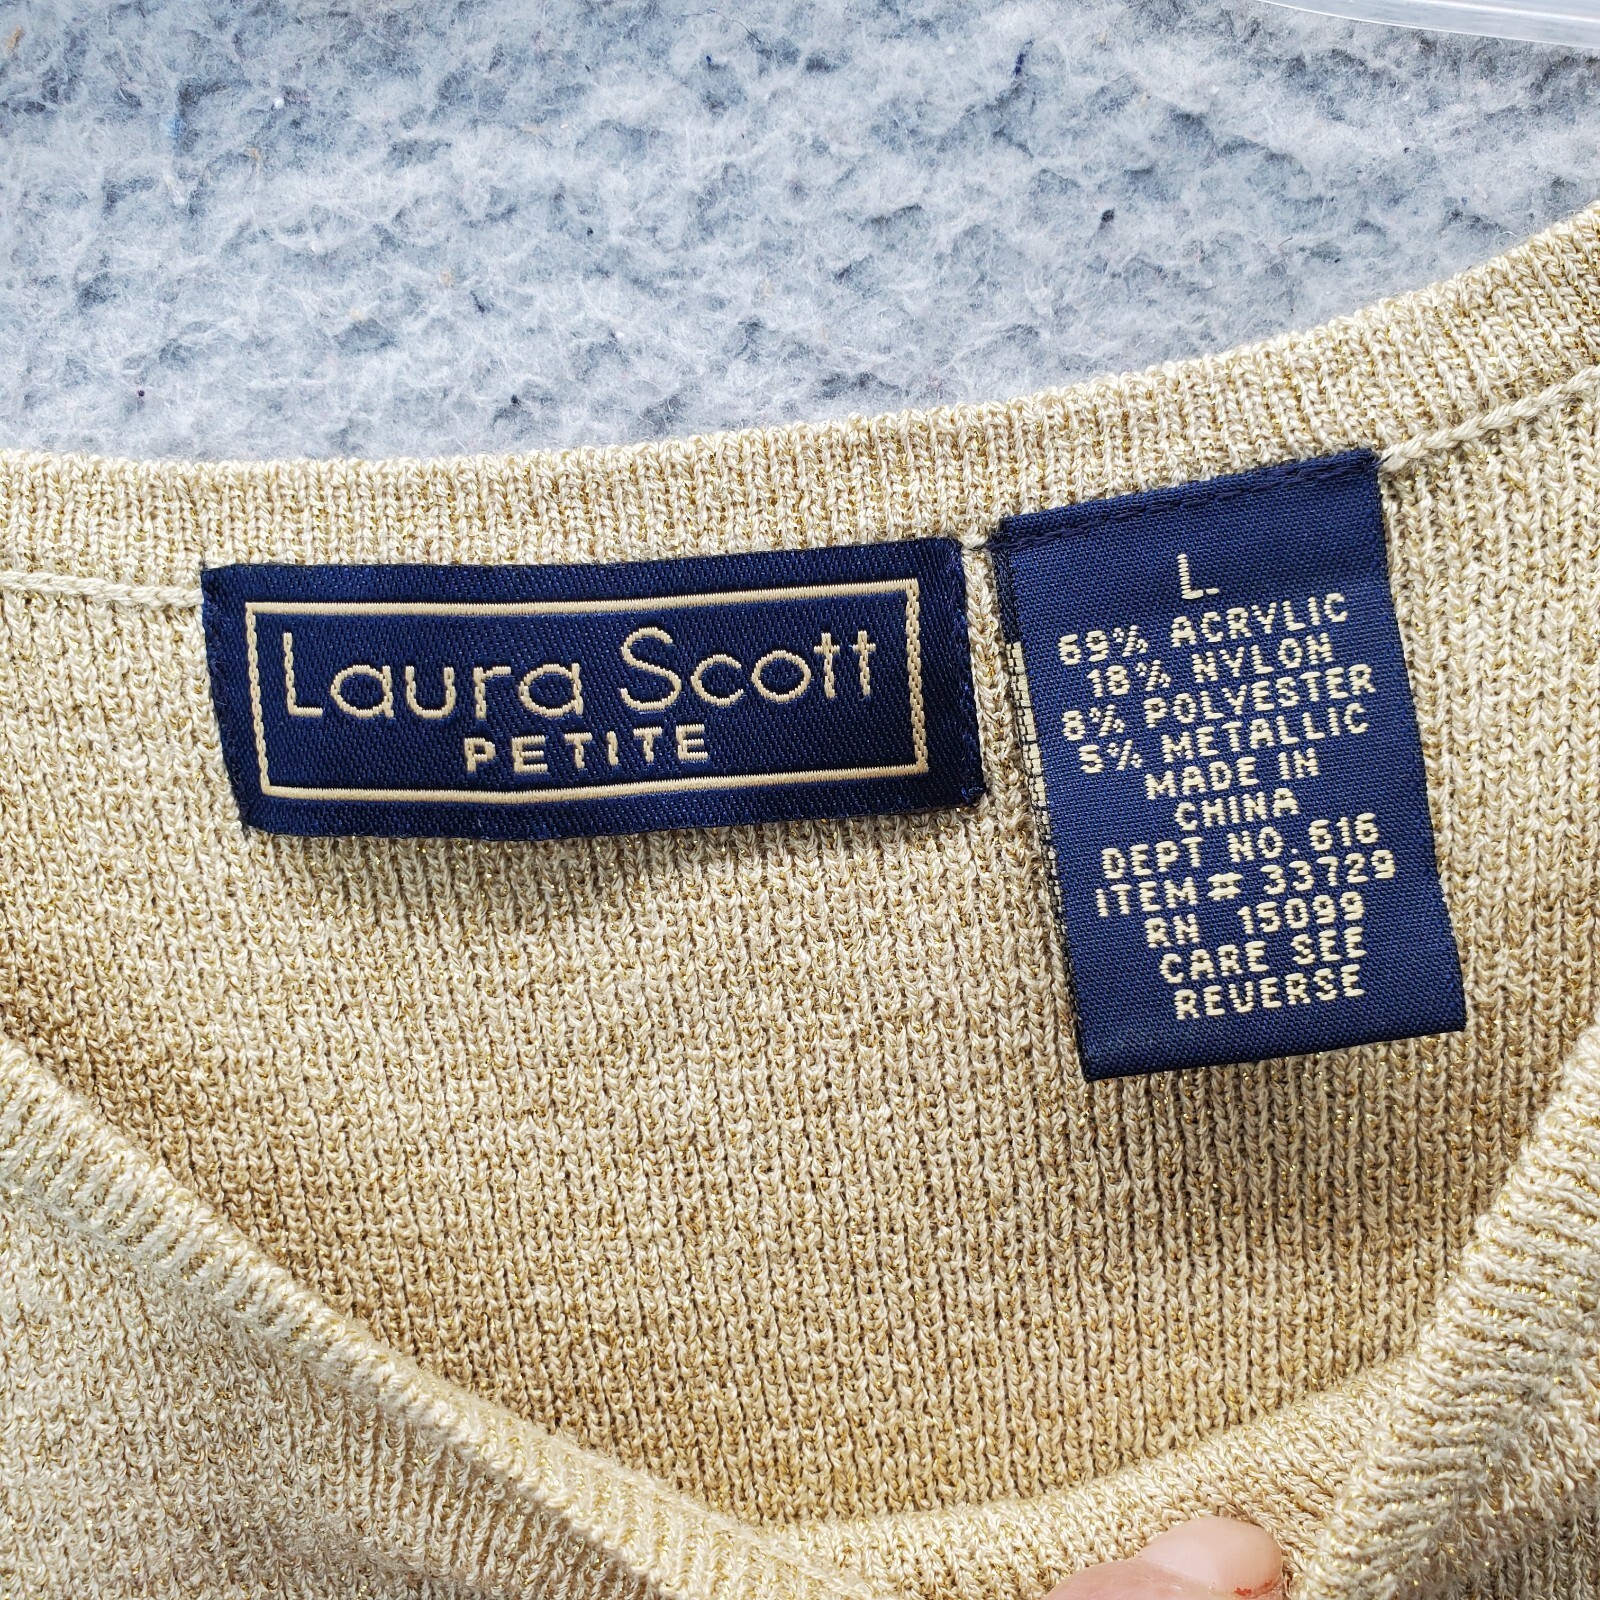 Laura Scott
PETITE
L.
69% ACRYLIC
18% NYLON
8% POLYESTER
5% METALLIC
MADE IN
CHINA
DEPT NO. 616
ITEM # 33729
RN 15099
CARE SEE
REVERSE